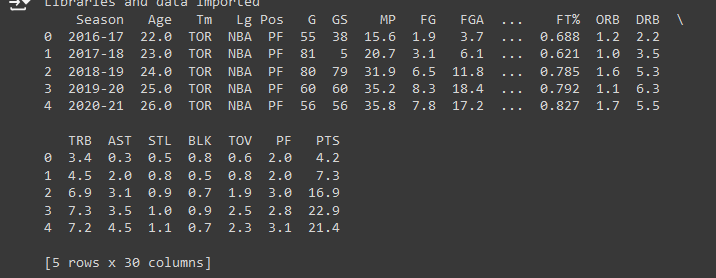 Libraries and data imported
    Season   Age   Tm   Lg Pos   G  GS    MP   FG   FGA  ...    FT%  ORB  DRB  \
0  2016-17  22.0  TOR  NBA  PF  55  38  15.6  1.9   3.7  ...  0.688  1.2  2.2
1  2017-18  23.0  TOR  NBA  PF  81   5  20.7  3.1   6.1  ...  0.621  1.0  3.5
2  2018-19  24.0  TOR  NBA  PF  80  79  31.9  6.5  11.8  ...  0.785  1.6  5.3
3  2019-20  25.0  TOR  NBA  PF  60  60  35.2  8.3  18.4  ...  0.792  1.1  6.3
4  2020-21  26.0  TOR  NBA  PF  56  56  35.8  7.8  17.2  ...  0.827  1.7  5.5

   TRB  AST  STL  BLK  TOV   PF   PTS
0  3.4  0.3  0.5  0.8  0.6  2.0   4.2
1  4.5  2.0  0.8  0.5  0.8  2.0   7.3
2  6.9  3.1  0.9  0.7  1.9  3.0  16.9
3  7.3  3.5  1.0  0.9  2.5  2.8  22.9
4  7.2  4.5  1.1  0.7  2.3  3.1  21.4

[5 rows x 30 columns]